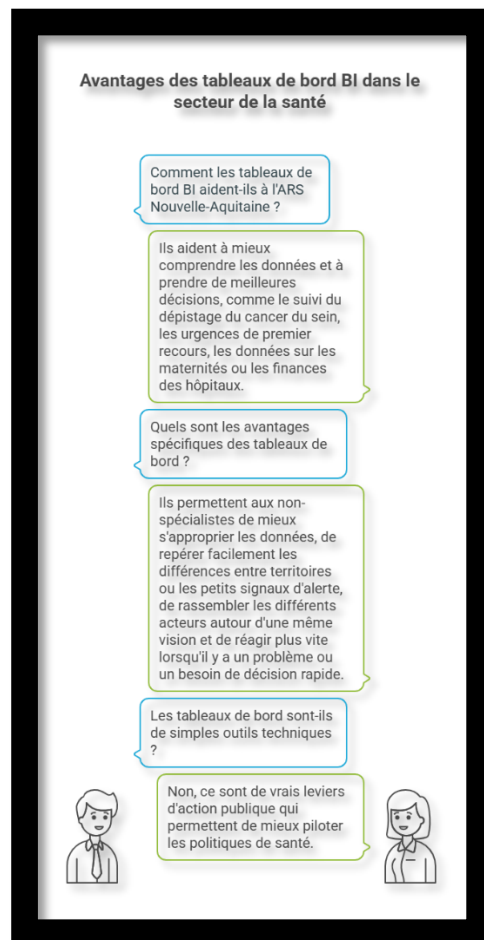 Avantages des tableaux de bord BI dans le
secteur de la santé
Comment les tableaux de
bord BI aident-ils à l'ARS
Nouvelle-Aquitaine ?
Ils aident à mieux
comprendre les données et à
prendre de meilleures
décisions, comme le suivi du
dépistage du cancer du sein,
les urgences de premier
recours, les données sur les
maternités ou les finances
des hôpitaux.
Quels sont les avantages
spécifiques des tableaux de
bord ?
Ils permettent aux non-
spécialistes de mieux
s'approprier les données, de
repérer facilement les
différences entre territoires
ou les petits signaux d'alerte,
de rassembler les différents
acteurs autour d'une même
vision et de réagir plus vite
lorsqu'il y a un problème ou
un besoin de décision rapide.
Les tableaux de bord sont-ils
de simples outils techniques
?
Non, ce sont de vrais leviers
d'action publique qui
permettent de mieux piloter
les politiques de santé.